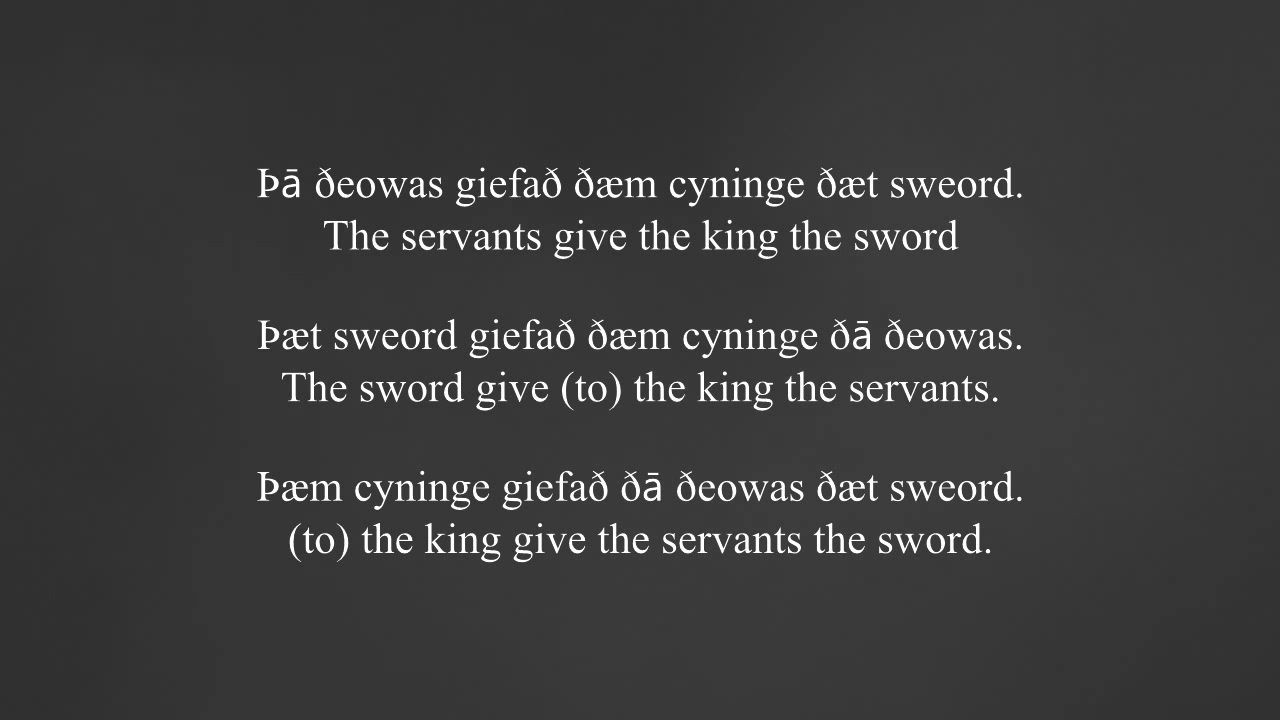 Þā ðeowas giefað ðæm cyninge ðæt sweord.
The servants give the king the sword
Þæt sweord giefað ðæm cyninge ðā ðeowas.
The sword give (to) the king the servants.
Þæm cyninge giefað ðā ðeowas ðæt sweord.
(to) the king give the servants the sword.